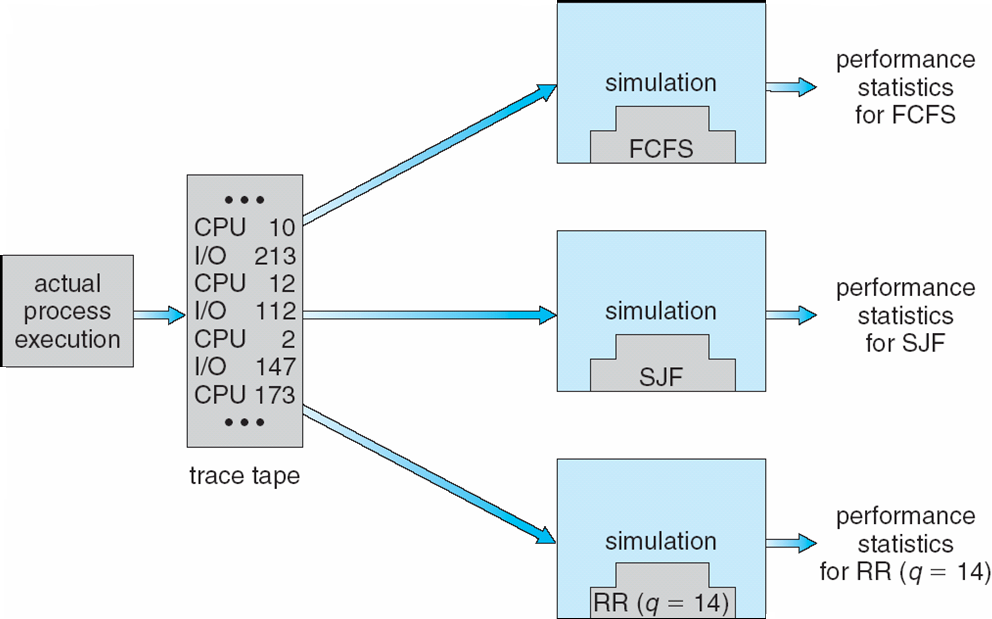 actual
process
execution
• • •
CPU 10
I/O 213
CPU 12
I/O 112
CPU 2
I/O 147
CPU 173
• • •
trace tape
simulation
FCFS
performance
statistics
for FCFS
simulation
SJF
performance
statistics
for SJF
simulation
RR (q = 14)
performance
statistics
for RR (q = 14)